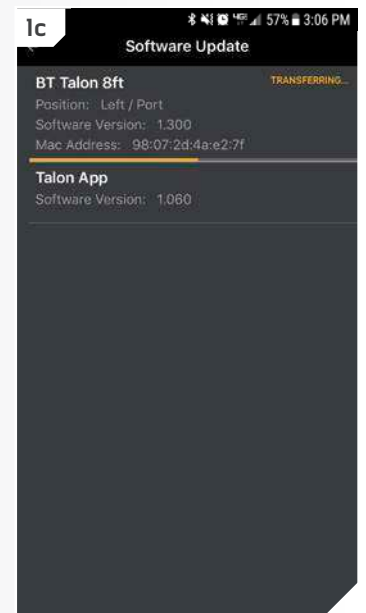 1c
57% 3:06 PM
Software Update
BT Talon 8ft
TRANSFERRING...
Position: Left / Port
Software Version: 1.300
Mac Address: 98:07:2d:4a:e2:7f
Talon App
Software Version: 1.060